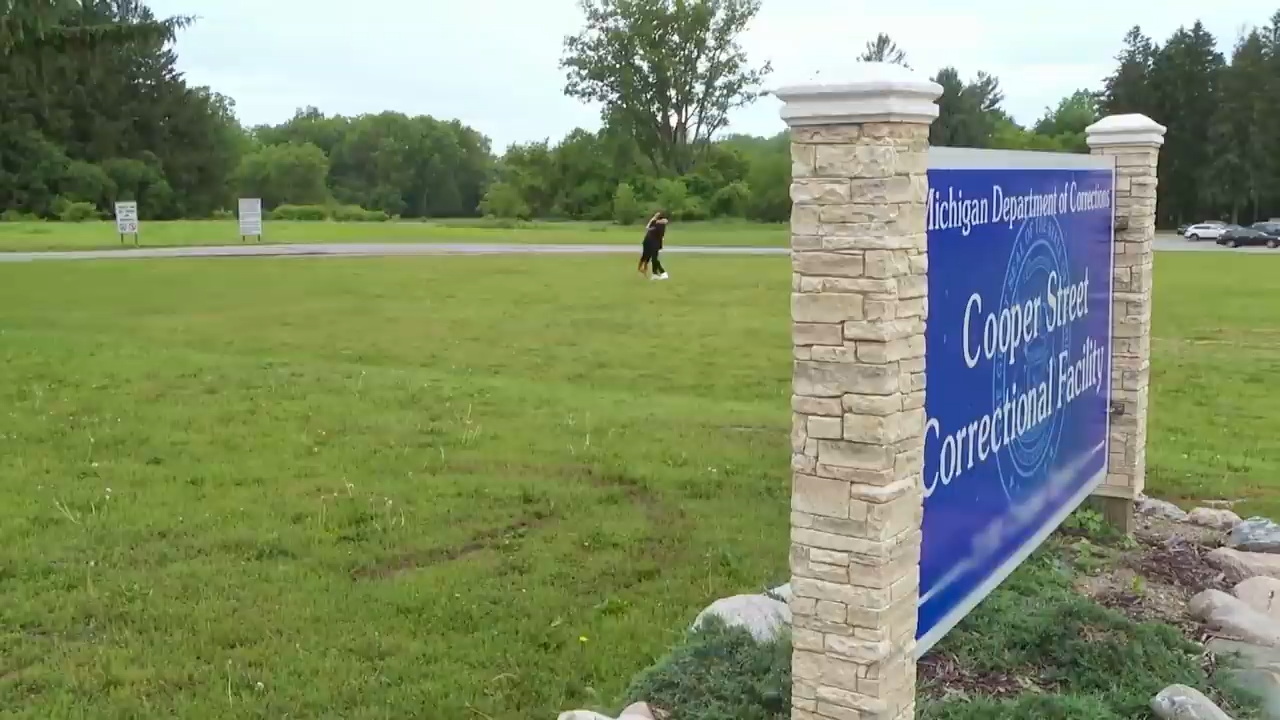 Michigan Department of Corrections
Cooper Street
Correctional Facility